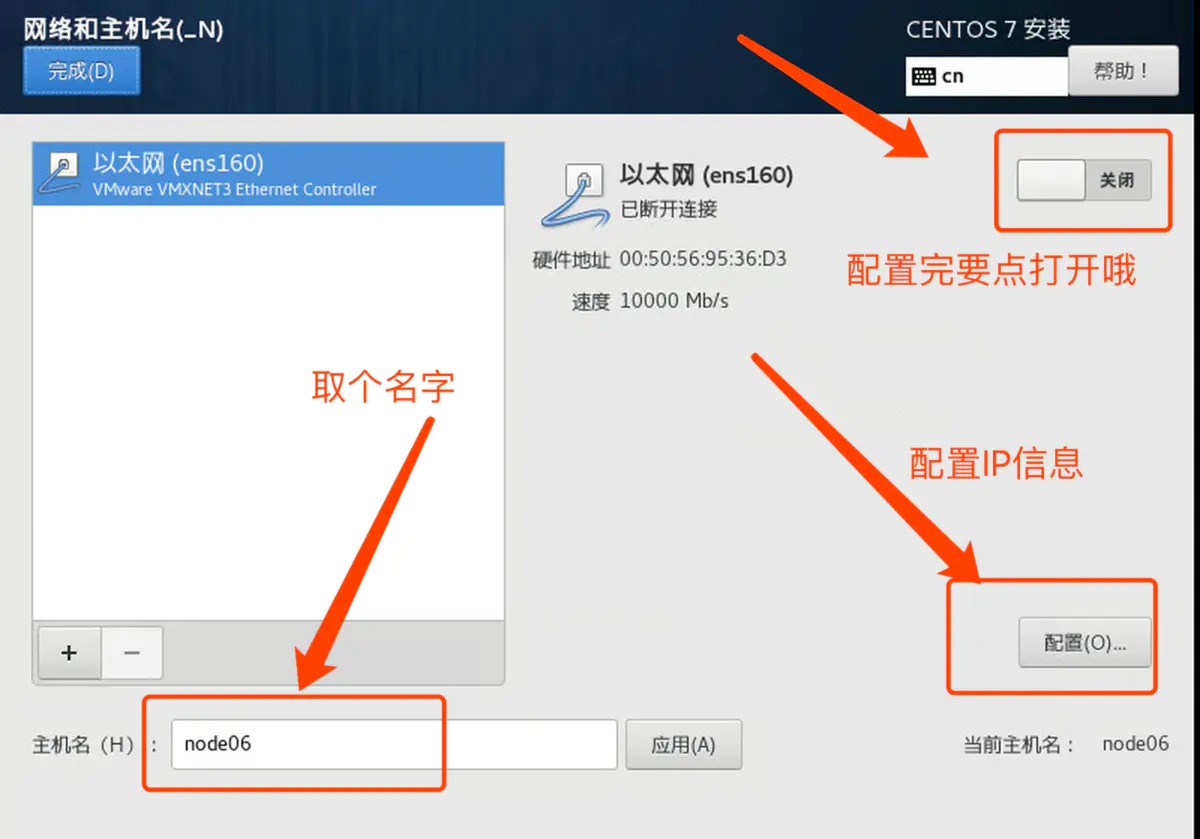 网络和主机名(_N)
CENTOS 7 安装
完成(D)
cn
帮助！
以太网 (ens160)
VMware VMXNET3 Ethernet Controller
以太网 (ens160)
已断开连接
关闭
硬件地址 00:50:56:95:36:D3
配置完要点打开哦
速度 10000 Mb/s
取个名字
配置IP信息
配置(O)...
+
−
主机名（H）：
node06
应用(A)
当前主机名： node06